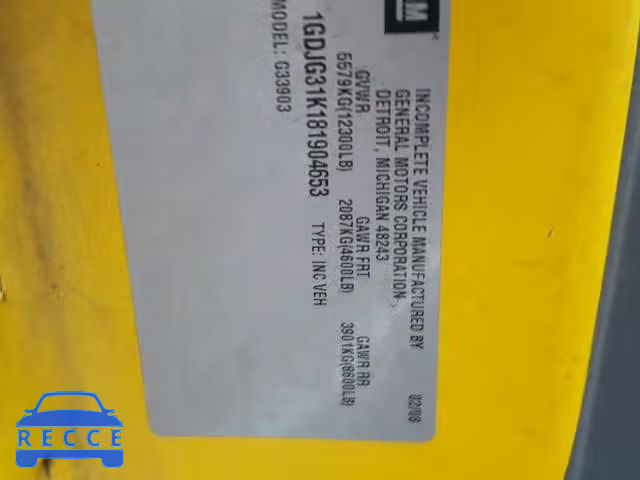 GM
INCOMPLETE VEHICLE MANUFACTURED BY
GENERAL MOTORS CORPORATION
DETROIT, MICHIGAN 48243
02/08
GVWR GAWR FRT GAWR RR
5579KG(12300LB) 2087KG(4600LB) 3901KG(8600LB)
1GDJG31K181904653 TYPE: INC VEH
MODEL: G33903
RECCE